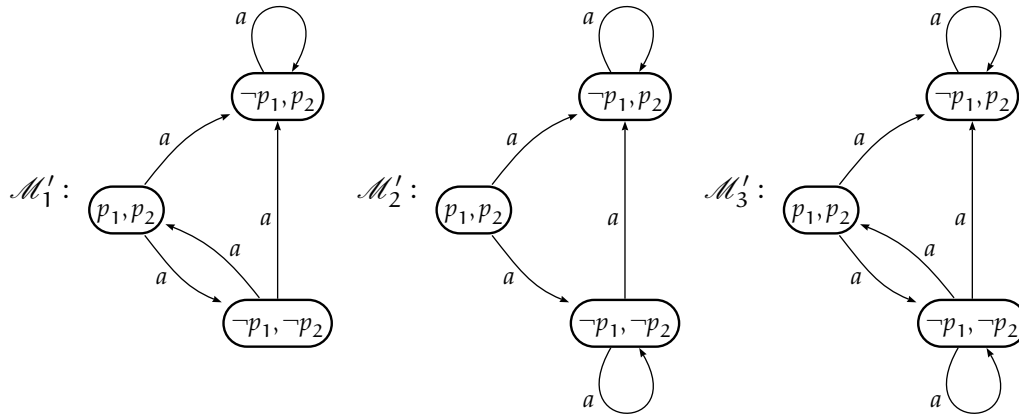 a a a
¬p₁, p₂ ¬p₁, p₂ ¬p₁, p₂
a a a
ℳ′₁ : p₁, p₂ a ℳ′₂ : p₁, p₂ a ℳ′₃ : p₁, p₂ a
a a
a a a
¬p₁, ¬p₂ ¬p₁, ¬p₂ ¬p₁, ¬p₂
a a